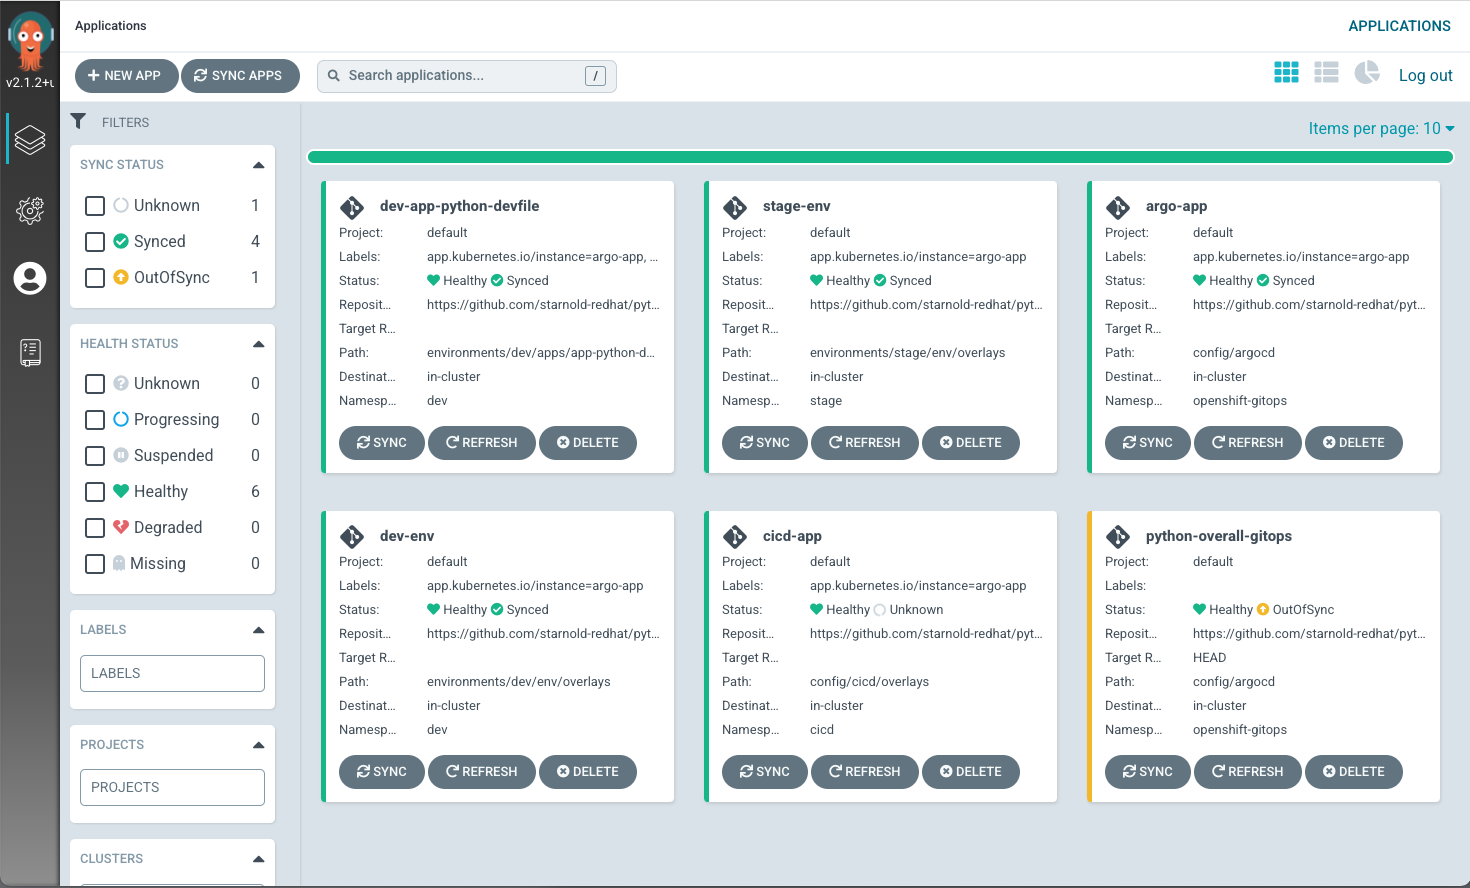 Applications
APPLICATIONS
v2.1.2+u
NEW APP
SYNC APPS
Search applications...
/
Log out
FILTERS
Items per page: 10
SYNC STATUS
Unknown 1
Synced 4
OutOfSync 1
HEALTH STATUS
Unknown 0
Progressing 0
Suspended 0
Healthy 6
Degraded 0
Missing 0
LABELS
LABELS
PROJECTS
PROJECTS
CLUSTERS
dev-app-python-devfile
Project: default
Labels: app.kubernetes.io/instance=argo-app, ...
Status: Healthy Synced
Reposit... https://github.com/starnold-redhat/pyt...
Target R...
Path: environments/dev/apps/app-python-d...
Destinat... in-cluster
Namesp... dev
SYNC REFRESH DELETE
stage-env
Project: default
Labels: app.kubernetes.io/instance=argo-app
Status: Healthy Synced
Reposit... https://github.com/starnold-redhat/pyt...
Target R...
Path: environments/stage/env/overlays
Destinat... in-cluster
Namesp... stage
SYNC REFRESH DELETE
argo-app
Project: default
Labels: app.kubernetes.io/instance=argo-app
Status: Healthy Synced
Reposit... https://github.com/starnold-redhat/pyt...
Target R...
Path: config/argocd
Destinat... in-cluster
Namesp... openshift-gitops
SYNC REFRESH DELETE
dev-env
Project: default
Labels: app.kubernetes.io/instance=argo-app
Status: Healthy Synced
Reposit... https://github.com/starnold-redhat/pyt...
Target R...
Path: environments/dev/env/overlays
Destinat... in-cluster
Namesp... dev
SYNC REFRESH DELETE
cicd-app
Project: default
Labels: app.kubernetes.io/instance=argo-app
Status: Healthy Unknown
Reposit... https://github.com/starnold-redhat/pyt...
Target R...
Path: config/cicd/overlays
Destinat... in-cluster
Namesp... cicd
SYNC REFRESH DELETE
python-overall-gitops
Project: default
Labels:
Status: Healthy OutOfSync
Reposit... https://github.com/starnold-redhat/pyt...
Target R... HEAD
Path: config/argocd
Destinat... in-cluster
Namesp... openshift-gitops
SYNC REFRESH DELETE